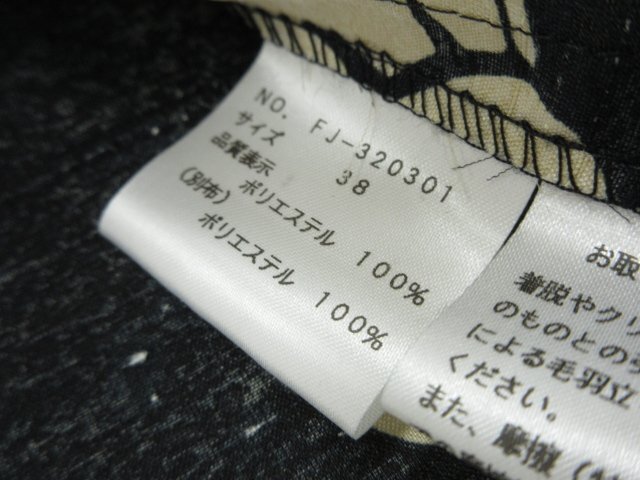 NO. FJ-320301
サイズ 38
品質表示
ポリエステル 100%
(別布)
ポリエステル 100%
お取
着脱やクリ
のものとの
による毛羽立
ください。
また、摩擦